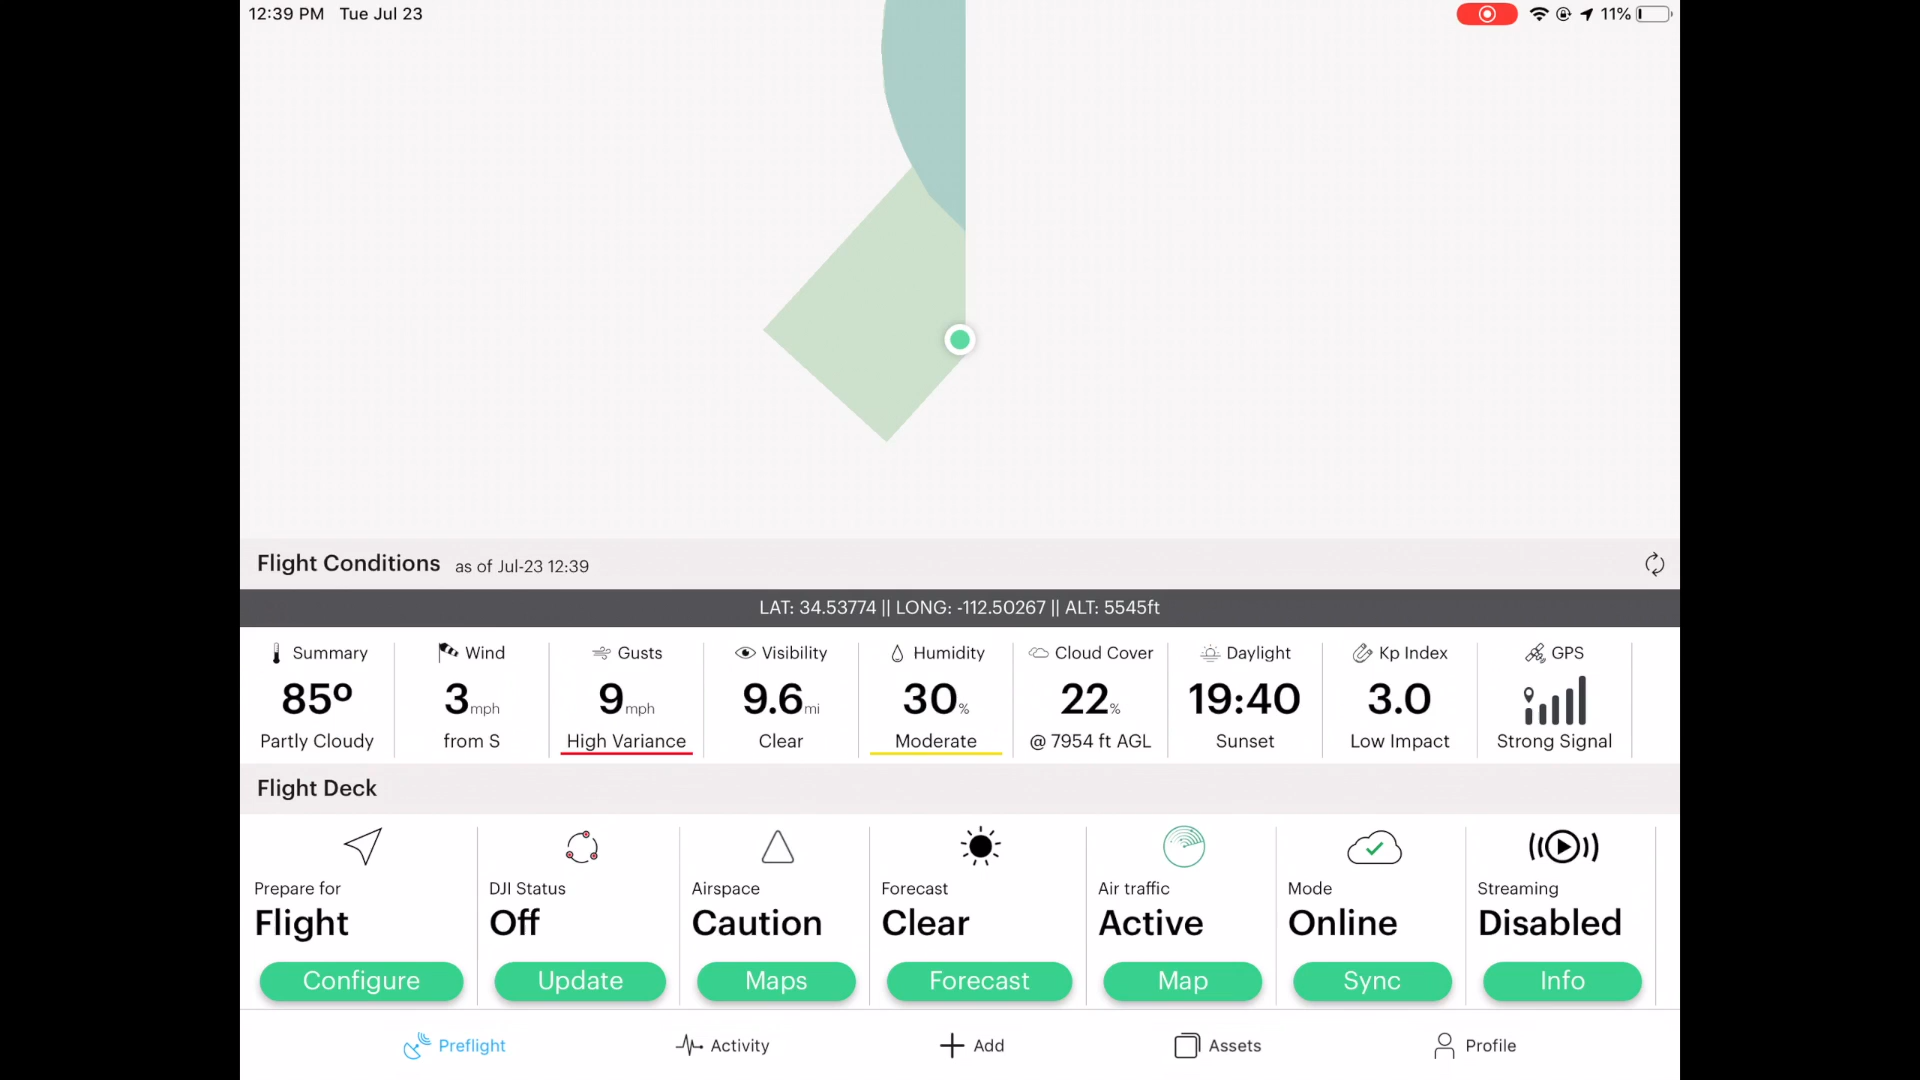 12:39 PM Tue Jul 23
11%
Flight Conditions as of Jul-23 12:39
LAT: 34.53774 || LONG: -112.50267 || ALT: 5545ft
Summary
85º
Partly Cloudy
Wind
3 mph
from S
Gusts
9 mph
High Variance
Visibility
9.6 mi
Clear
Humidity
30 %
Moderate
Cloud Cover
22 %
@ 7954 ft AGL
Daylight
19:40
Sunset
Kp Index
3.0
Low Impact
GPS
Strong Signal
Flight Deck
Prepare for
Flight
Configure
DJI Status
Off
Update
Airspace
Caution
Maps
Forecast
Clear
Forecast
Air traffic
Active
Map
Mode
Online
Sync
Streaming
Disabled
Info
Preflight
Activity
Add
Assets
Profile